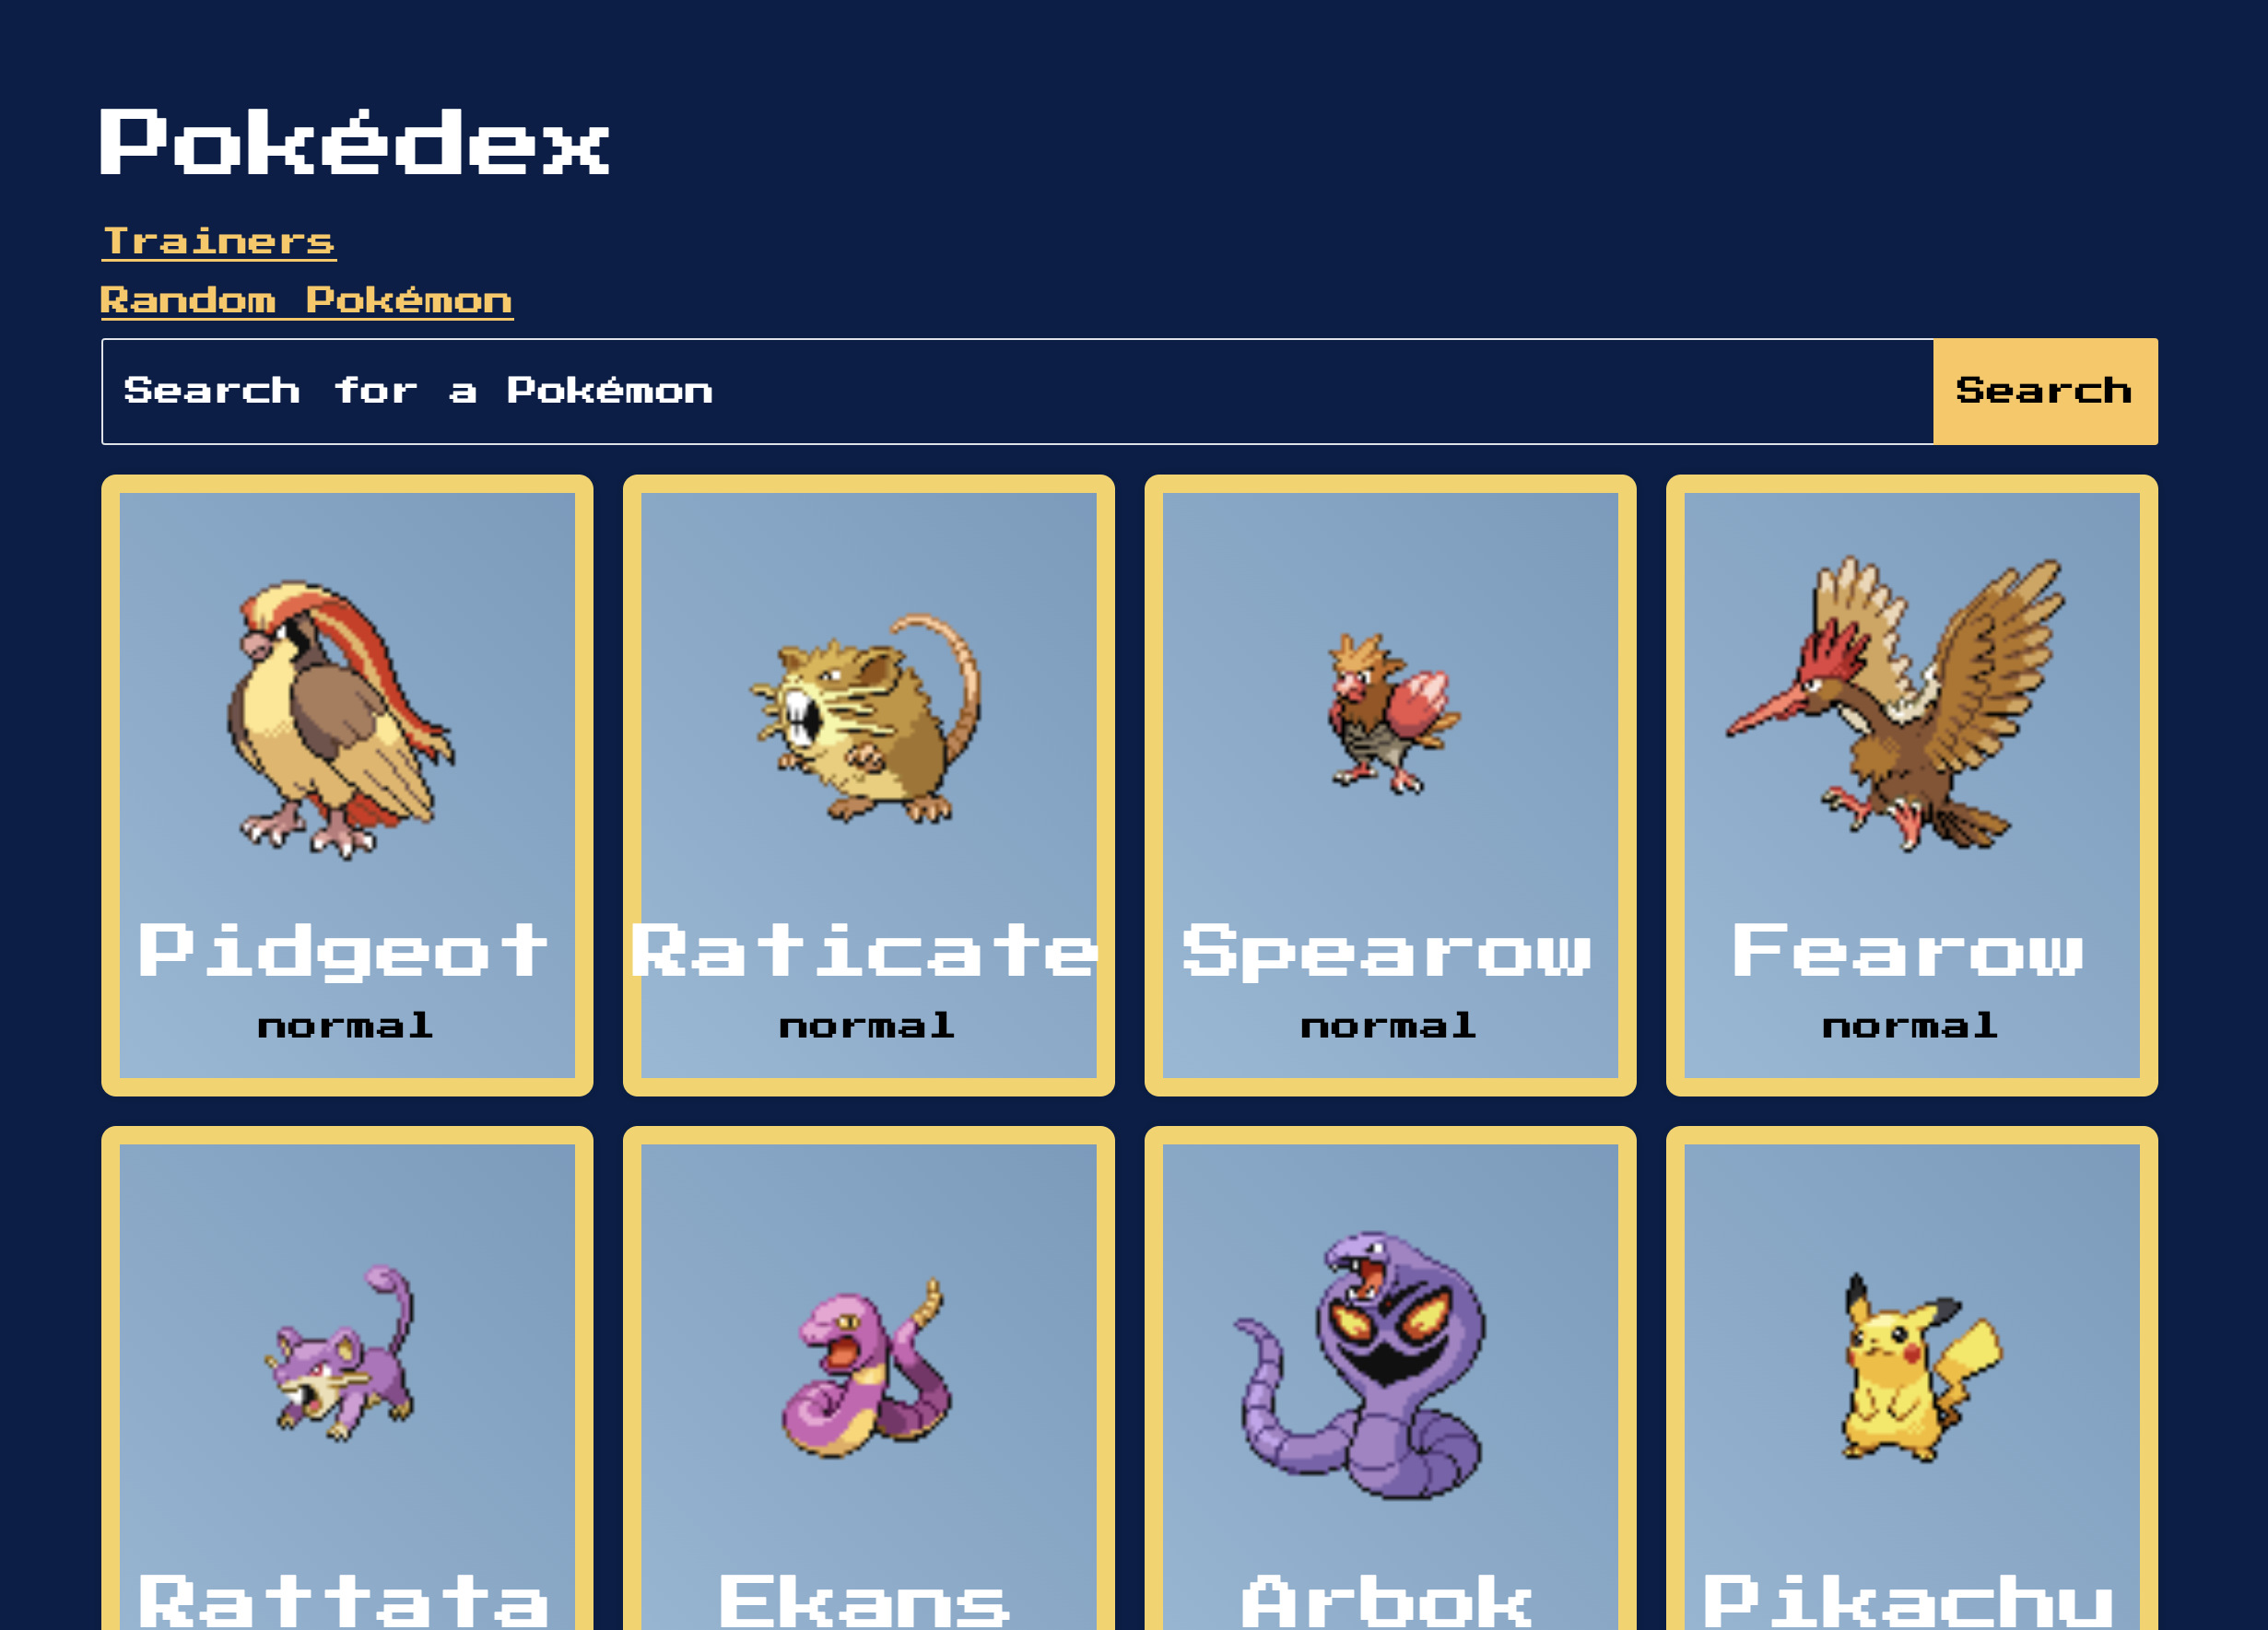 Pokédex
Trainers
Random Pokémon
Search for a Pokémon
Search
Pidgeot
Raticate
Spearow
Fearow
normal
normal
normal
normal
Rattata
Ekans
Arbok
Pikachu